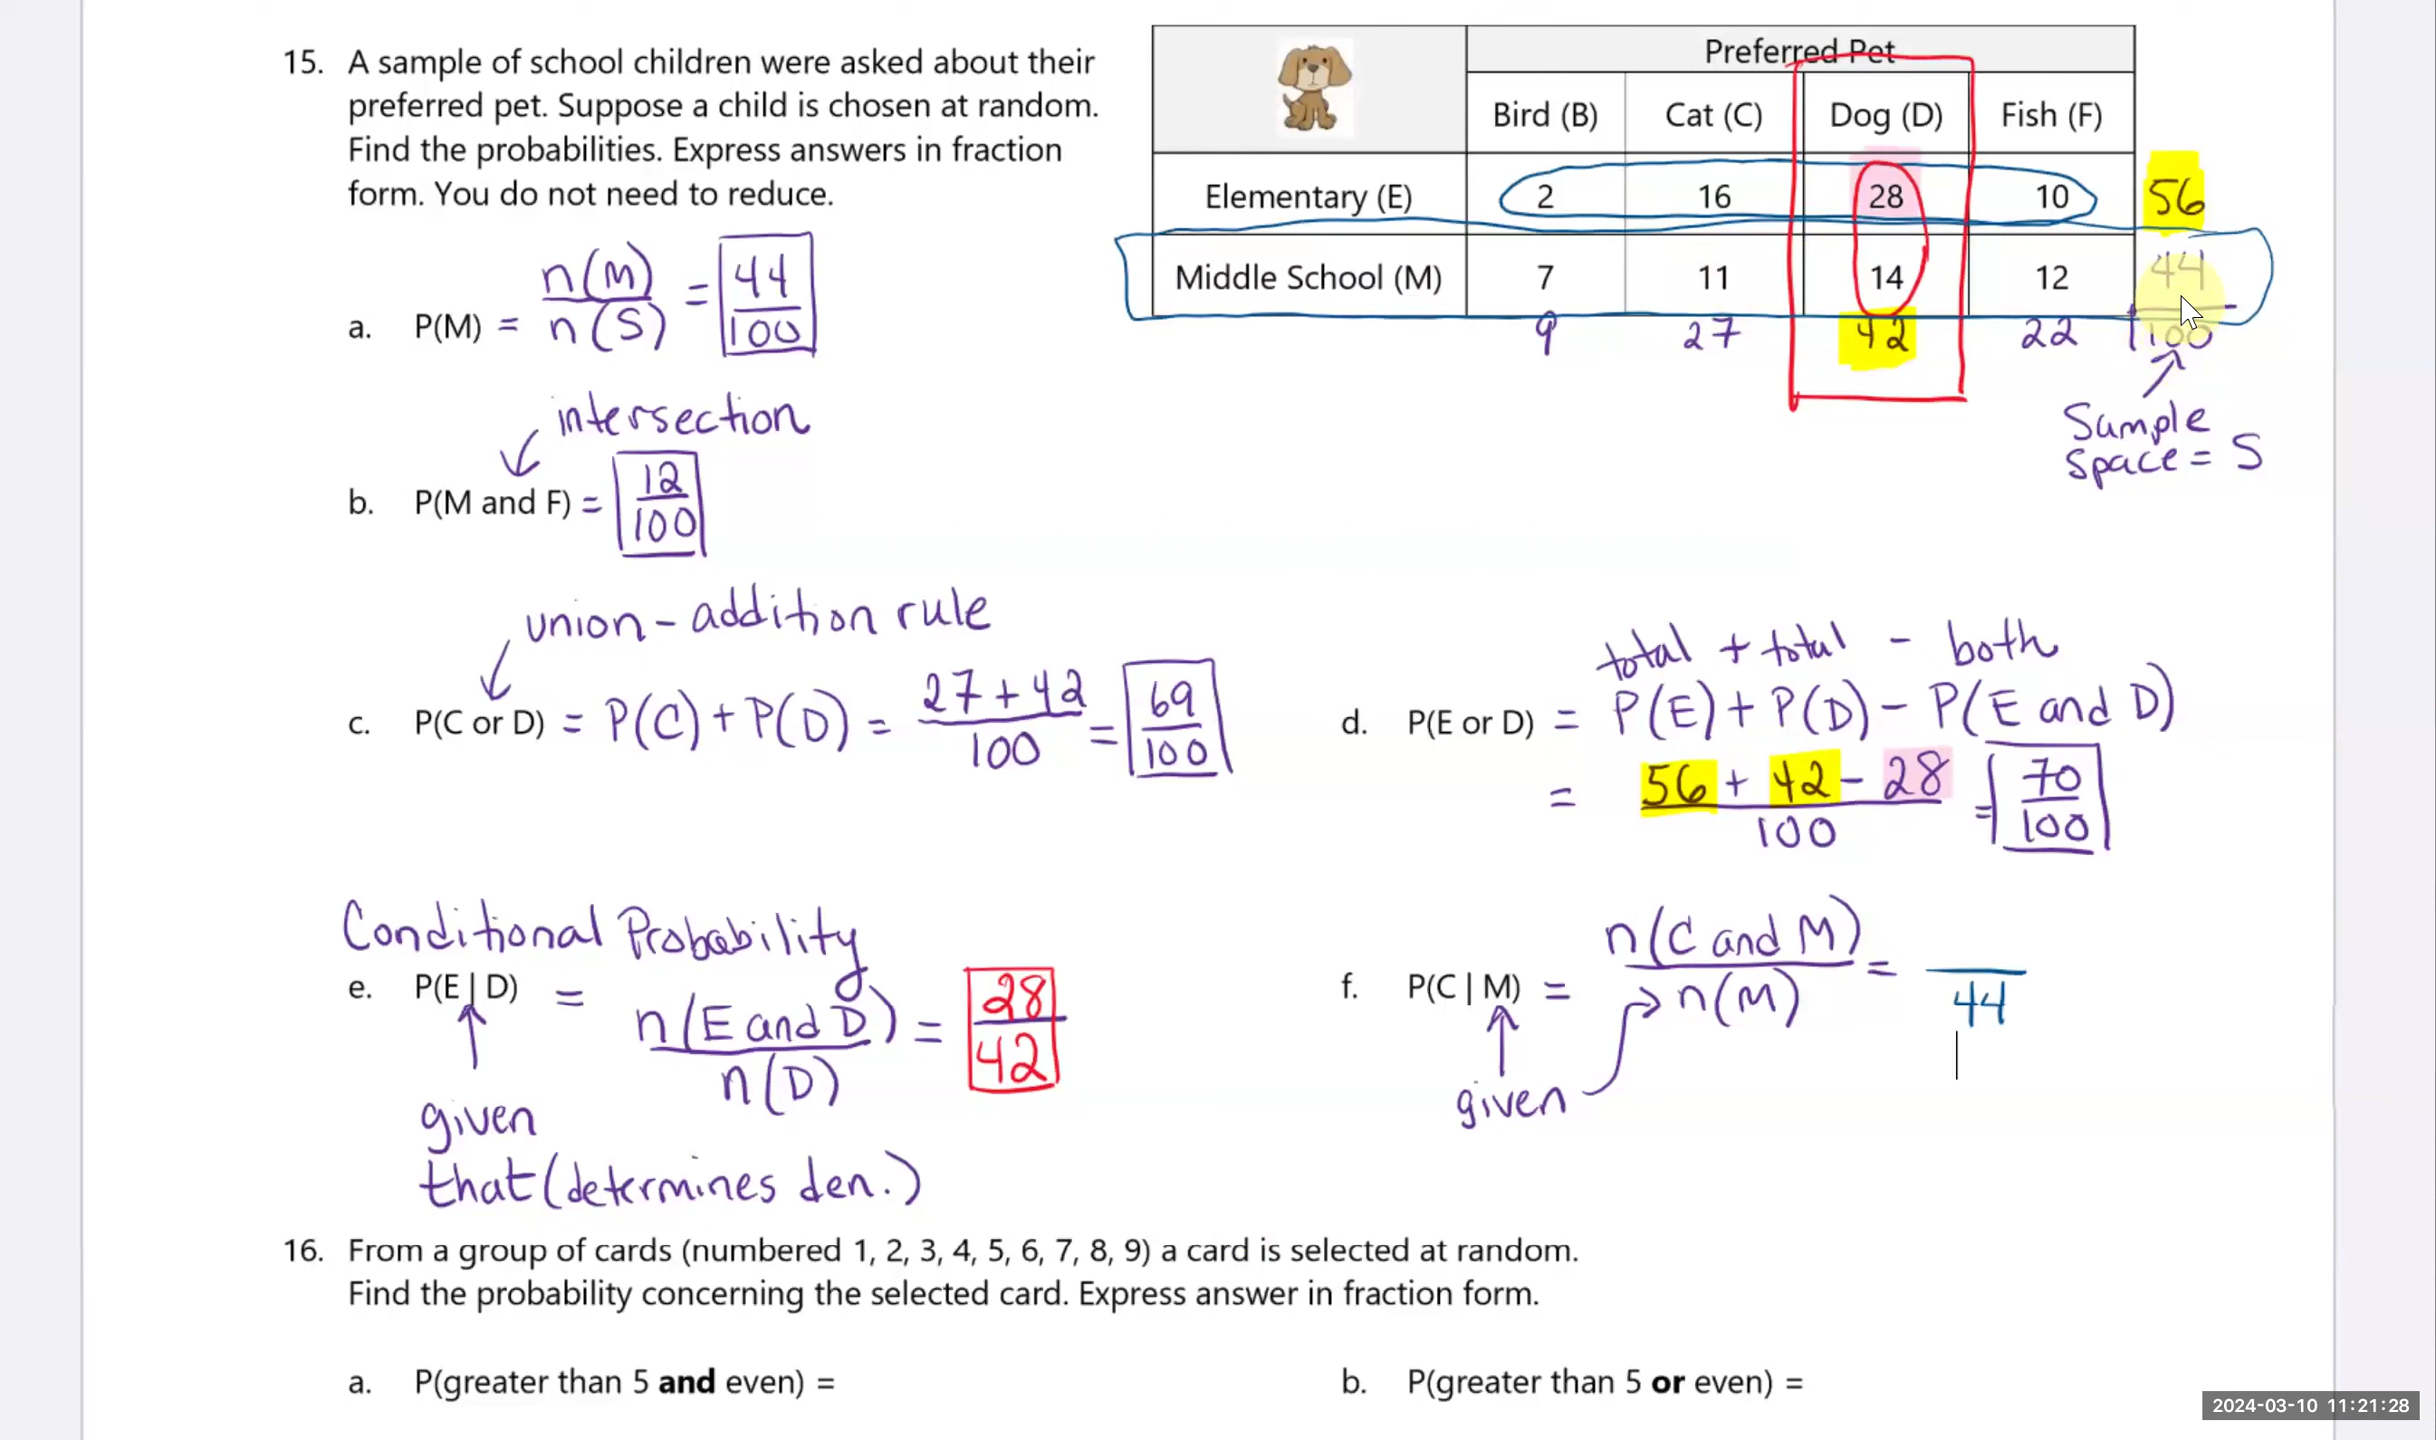 15. A sample of school children were asked about their
preferred pet. Suppose a child is chosen at random.
Find the probabilities. Express answers in fraction
form. You do not need to reduce.
Preferred Pet
Bird (B) Cat (C) Dog (D) Fish (F)
Elementary (E) 2 16 28 10 56
Middle School (M) 7 11 14 12 44
9 27 42 22 100
Sample
Space = S
a. P(M) = n(M) / n(S) = 44 / 100
intersection
b. P(M and F) = 12 / 100
union - addition rule
c. P(C or D) = P(C) + P(D) = 27 + 42 / 100 = 69 / 100
total + total - both
d. P(E or D) = P(E) + P(D) - P(E and D)
= 56 + 42 - 28 / 100 = 70 / 100
Conditional Probability
e. P(E | D) = n(E and D) / n(D) = 28 / 42
given
that (determines den.)
f. P(C | M) = n(C and M) / n(M) = / 44
given
16. From a group of cards (numbered 1, 2, 3, 4, 5, 6, 7, 8, 9) a card is selected at random.
Find the probability concerning the selected card. Express answer in fraction form.
a. P(greater than 5 and even) =
b. P(greater than 5 or even) =
2024-03-10 11:21:28